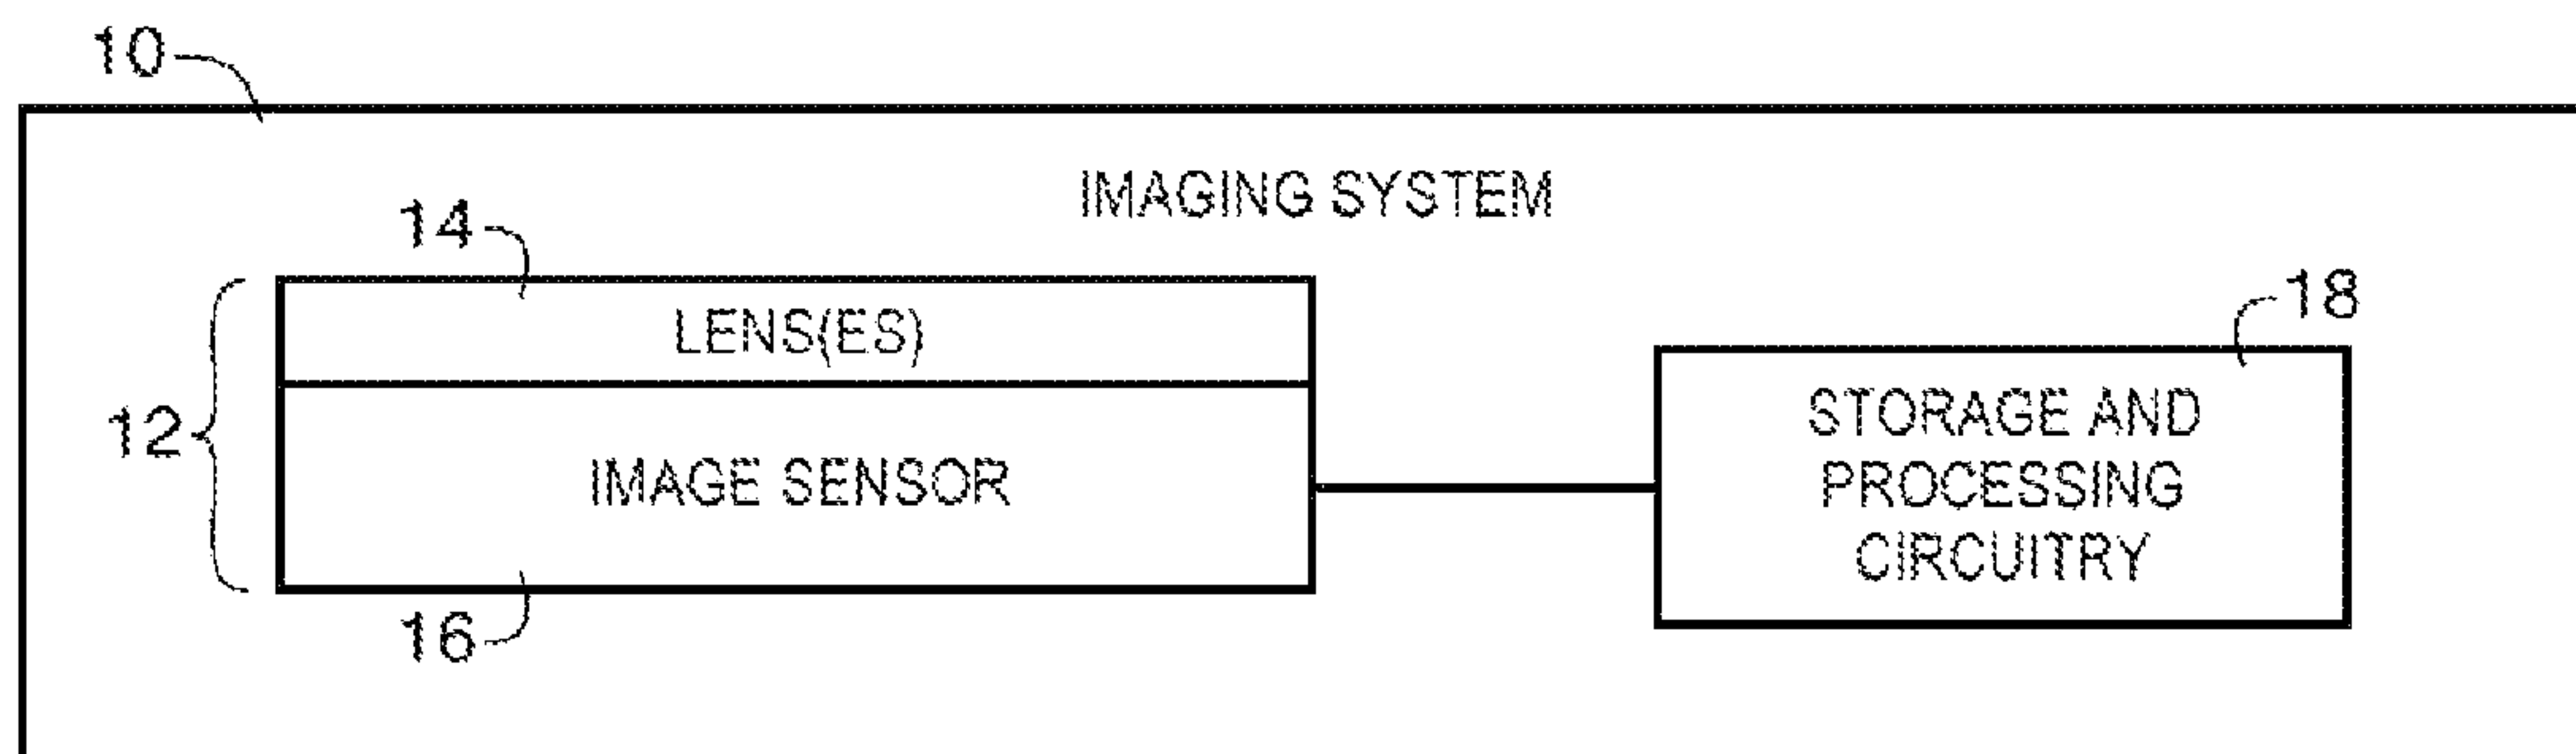 10
IMAGING SYSTEM
14
LENS(ES)
18
12
STORAGE AND
PROCESSING
CIRCUITRY
IMAGE SENSOR
16